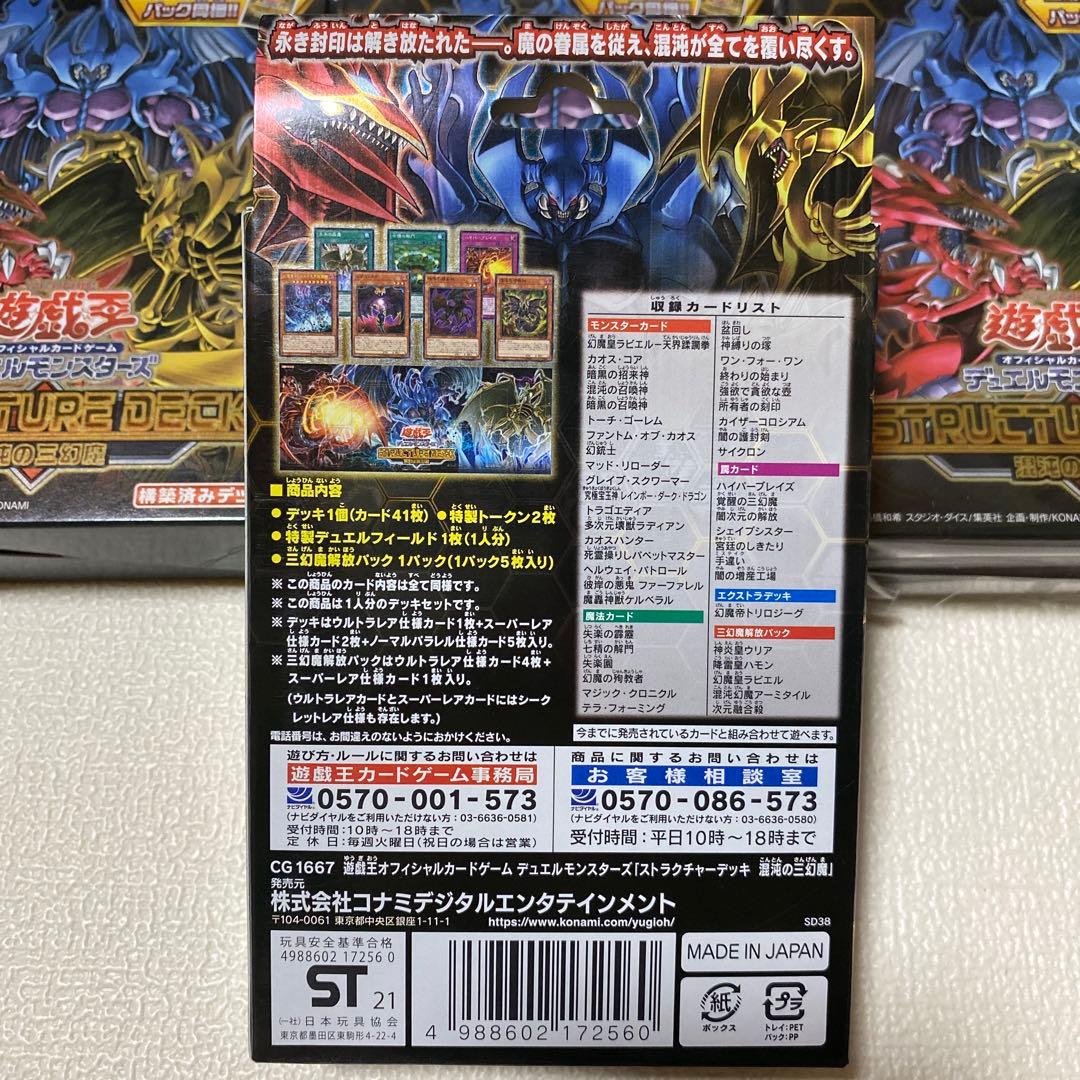 永き封印は解き放たれた――。魔の眷属を従え、混沌が全てを覆い尽くす。
パック同梱!!
パック同梱!!
遊戯王
オフィシャルカードゲーム
デュエルモンスターズ
STRUCTURE DECK
混沌の三幻魔
構築済みデッ
KONAMI
遊戯王
オフィシャルカー
デュエルモ
STRUCTU
混沌の
橋和希 スタジオ・ダイス/集英社 企画・制作/KONA
ハイパーブレイズ
遊戯王
STRUCTURE DECK
■商品内容
●デッキ1個(カード41枚) ●特製トークン2枚
●特製デュエルフィールド1枚(1人分)
●三幻魔解放パック 1パック(1パック5枚入り)
※この商品のカード内容は全て同様です。
※この商品は1人分のデッキセットです。
※デッキはウルトラレア仕様カード1枚+スーパーレア
仕様カード2枚+ノーマルパラレル仕様カード5枚入り。
※三幻魔解放パックはウルトラレア仕様カード4枚+
スーパーレア仕様カード1枚入り。
(ウルトラレアカードとスーパーレアカードにはシーク
レットレア仕様も存在します。)
電話番号は、お間違えのないようにおかけください。
収録カードリスト
モンスターカード
幻魔皇ラビエル-天界蹂躙拳
カオス・コア
暗黒の招来神
混沌の召喚神
暗黒の召喚神
トーチ・ゴーレム
ファントム・オブ・カオス
幻銃士
マッド・リローダー
グレイブ・スクワーマー
究極宝玉神 レインボー・ダーク・ドラゴン
トラゴエディア
多次元壊獣ラディアン
カオスハンター
死霊操りしパペットマスター
ヘルウェイ・パトロール
彼岸の悪鬼 ファーファレル
魔轟神獣ケルベラル
魔法カード
失楽の霹靂
七精の解門
失楽園
幻魔の殉教者
マジック・クロニクル
テラ・フォーミング
盆回し
神縛りの塚
ワン・フォー・ワン
終わりの始まり
強欲で貪欲な壺
所有者の刻印
カイザーコロシアム
闇の護封剣
サイクロン
罠カード
ハイパーブレイズ
覚醒の三幻魔
闇次元の解放
シェイプシスター
宮廷のしきたり
手違い
闇の増産工場
エクストラデッキ
幻魔帝トリロジーグ
三幻魔解放パック
神炎皇ウリア
降雷皇ハモン
幻魔皇ラビエル
混沌幻魔アーミタイル
次元融合殺
今までに発売されているカードと組み合わせて遊べます。
遊び方・ルールに関するお問い合わせは
遊戯王カードゲーム事務局
ナビダイヤル 0570-001-573
(ナビダイヤルをご利用いただけない方:03-6636-0581)
受付時間:10時~18時まで
定 休 日:毎週火曜日(祝日の場合は営業)
商品に関するお問い合わせは
お客様相談室
ナビダイヤル 0570-086-573
(ナビダイヤルをご利用いただけない方:03-6636-0573)
受付時間:平日10時~18時まで
CG1667 遊戯王オフィシャルカードゲーム デュエルモンスターズ「ストラクチャーデッキ 混沌の三幻魔」
発売元
株式会社コナミデジタルエンタテインメント
〒104-0061 東京都中央区銀座1-11-1
https://www.konami.com/yugioh/
SD38
玩具安全基準合格
4988602 17256 0
ST 21
(一社)日本玩具協会
東京都墨田区東駒形4-22-4
4 988602 172560
MADE IN JAPAN
紙
ボックス
プラ
トレイ:PET
パック:PP